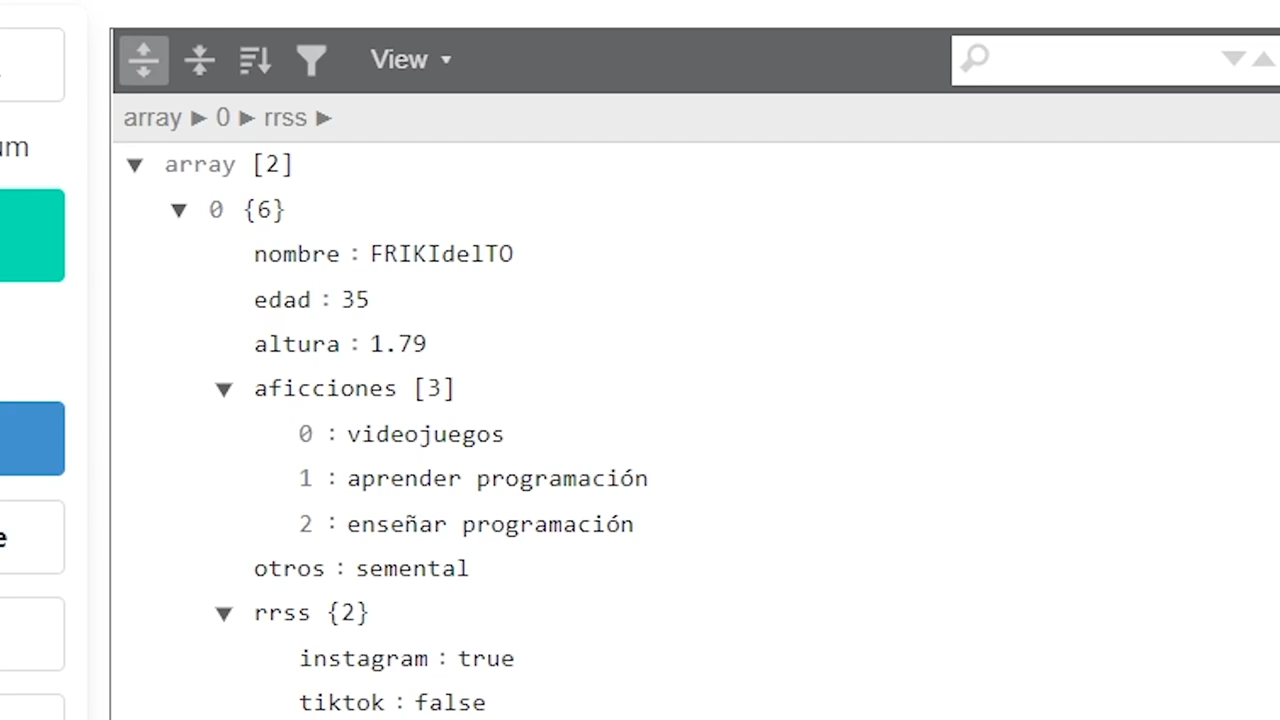 View
array ▶ 0 ▶ rrss ▶
um
array [2]
0 {6}
nombre : FRIKIdelTO
edad : 35
altura : 1.79
aficciones [3]
0 : videojuegos
1 : aprender programación
2 : enseñar programación
e
otros : semental
rrss {2}
instagram : true
tiktok : false